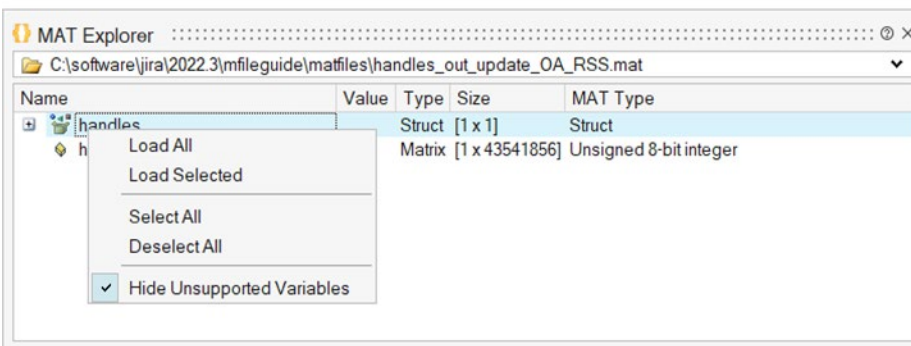 MAT Explorer
C:\software\jira\2022.3\mfileguide\matfiles\handles_out_update_OA_RSS.mat
Name Value Type Size MAT Type
handles Struct [1 x 1] Struct
h Matrix [1 x 43541856] Unsigned 8-bit integer
Load All
Load Selected
Select All
Deselect All
Hide Unsupported Variables